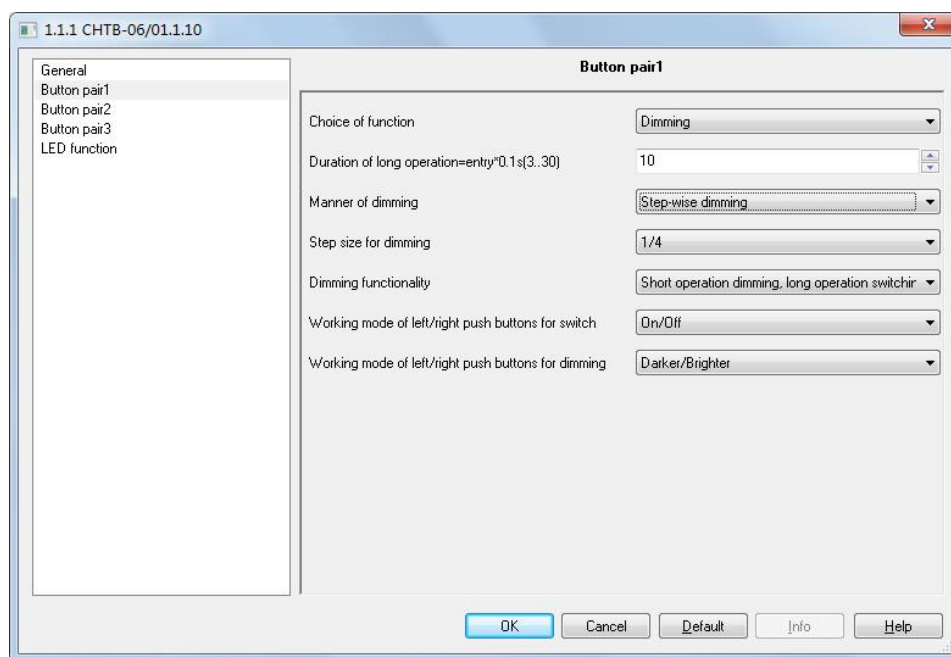 1.1.1 CHTB-06/01.1.10
General
Button pair1
Button pair2
Button pair3
LED function
Button pair1
Choice of function Dimming
Duration of long operation=entry*0.1s(3..30) 10
Manner of dimming Step-wise dimming
Step size for dimming 1/4
Dimming functionality Short operation dimming, long operation switchir
Working mode of left/right push buttons for switch On/Off
Working mode of left/right push buttons for dimming Darker/Brighter
OK Cancel Default Info Help